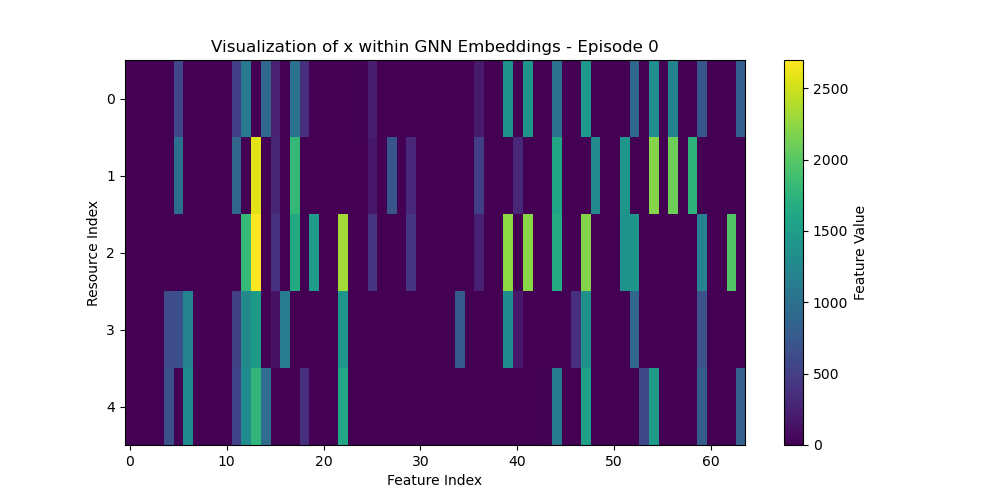 Visualization of x within GNN Embeddings - Episode 0
Resource Index
0
1
2
3
4
0 10 20 30 40 50 60
Feature Index
2500
2000
1500
1000
500
0
Feature Value